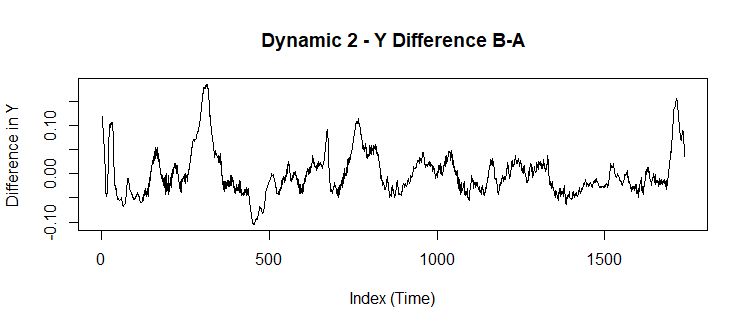 Dynamic 2 - Y Difference B-A
Difference in Y
0.10
0.00
-0.10
0
500
1000
1500
Index (Time)